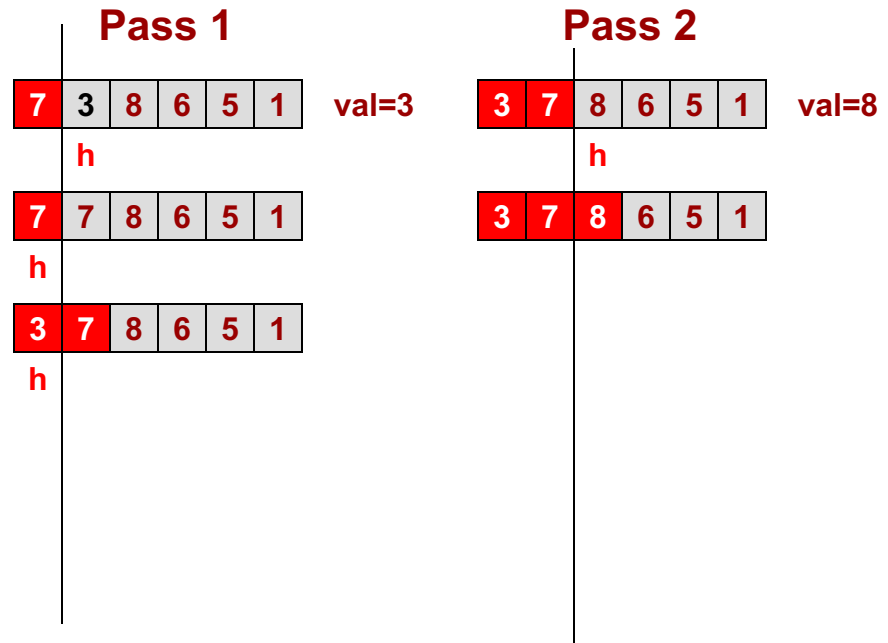 Pass 1
7 3 8 6 5 1 val=3
h
7 7 8 6 5 1
h
3 7 8 6 5 1
h
Pass 2
3 7 8 6 5 1 val=8
h
3 7 8 6 5 1